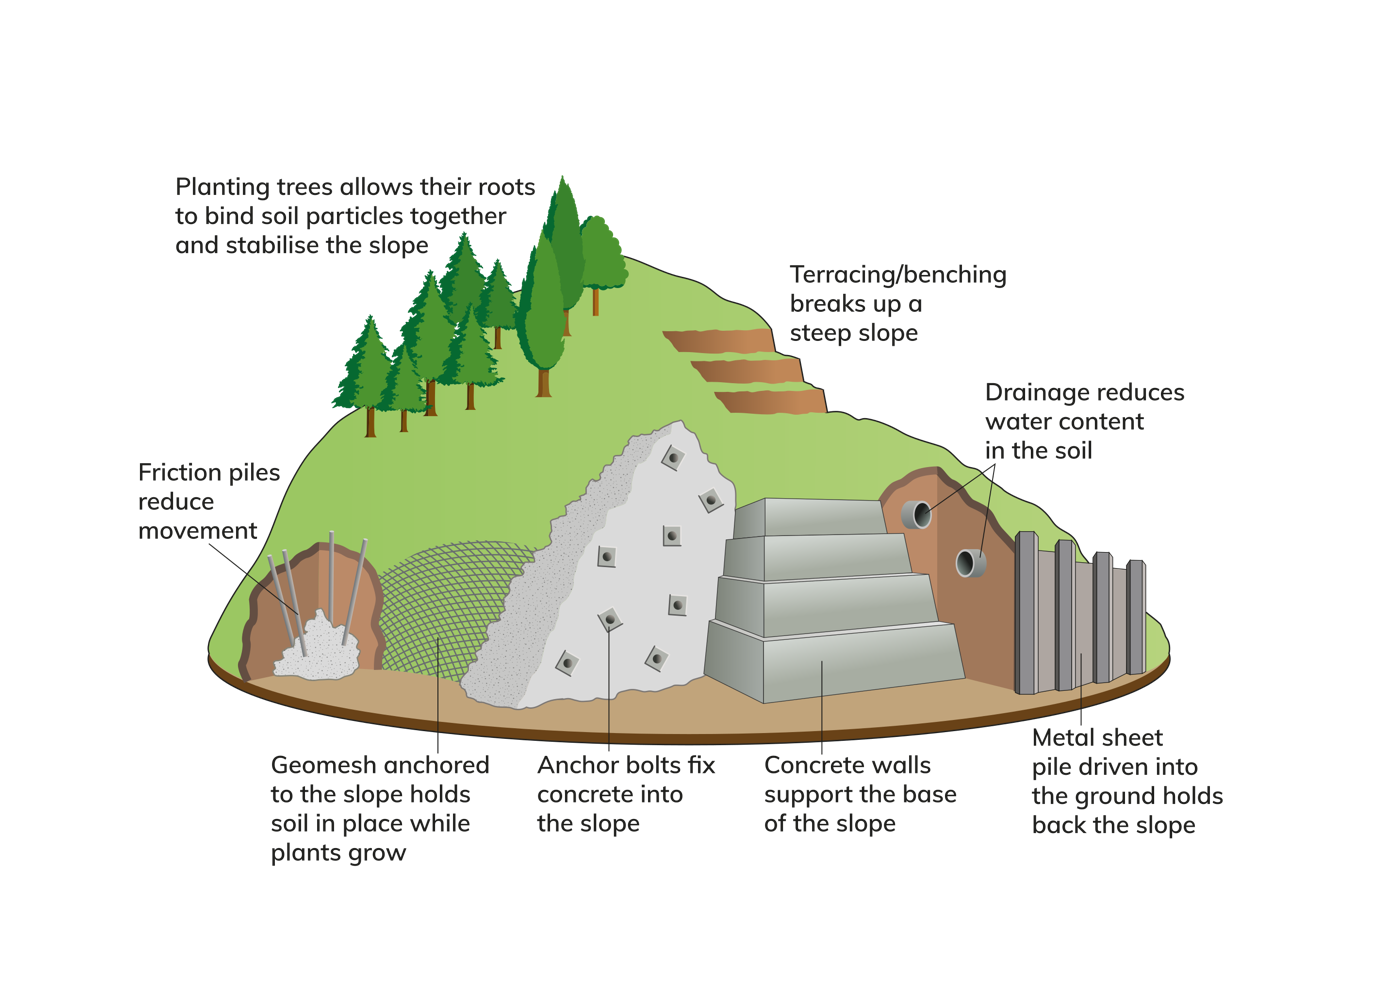 Planting trees allows their roots
to bind soil particles together
and stabilise the slope
Terracing/benching
breaks up a
steep slope
Drainage reduces
water content
in the soil
Friction piles
reduce
movement
Geomesh anchored
to the slope holds
soil in place while
plants grow
Anchor bolts fix
concrete into
the slope
Concrete walls
support the base
of the slope
Metal sheet
pile driven into
the ground holds
back the slope